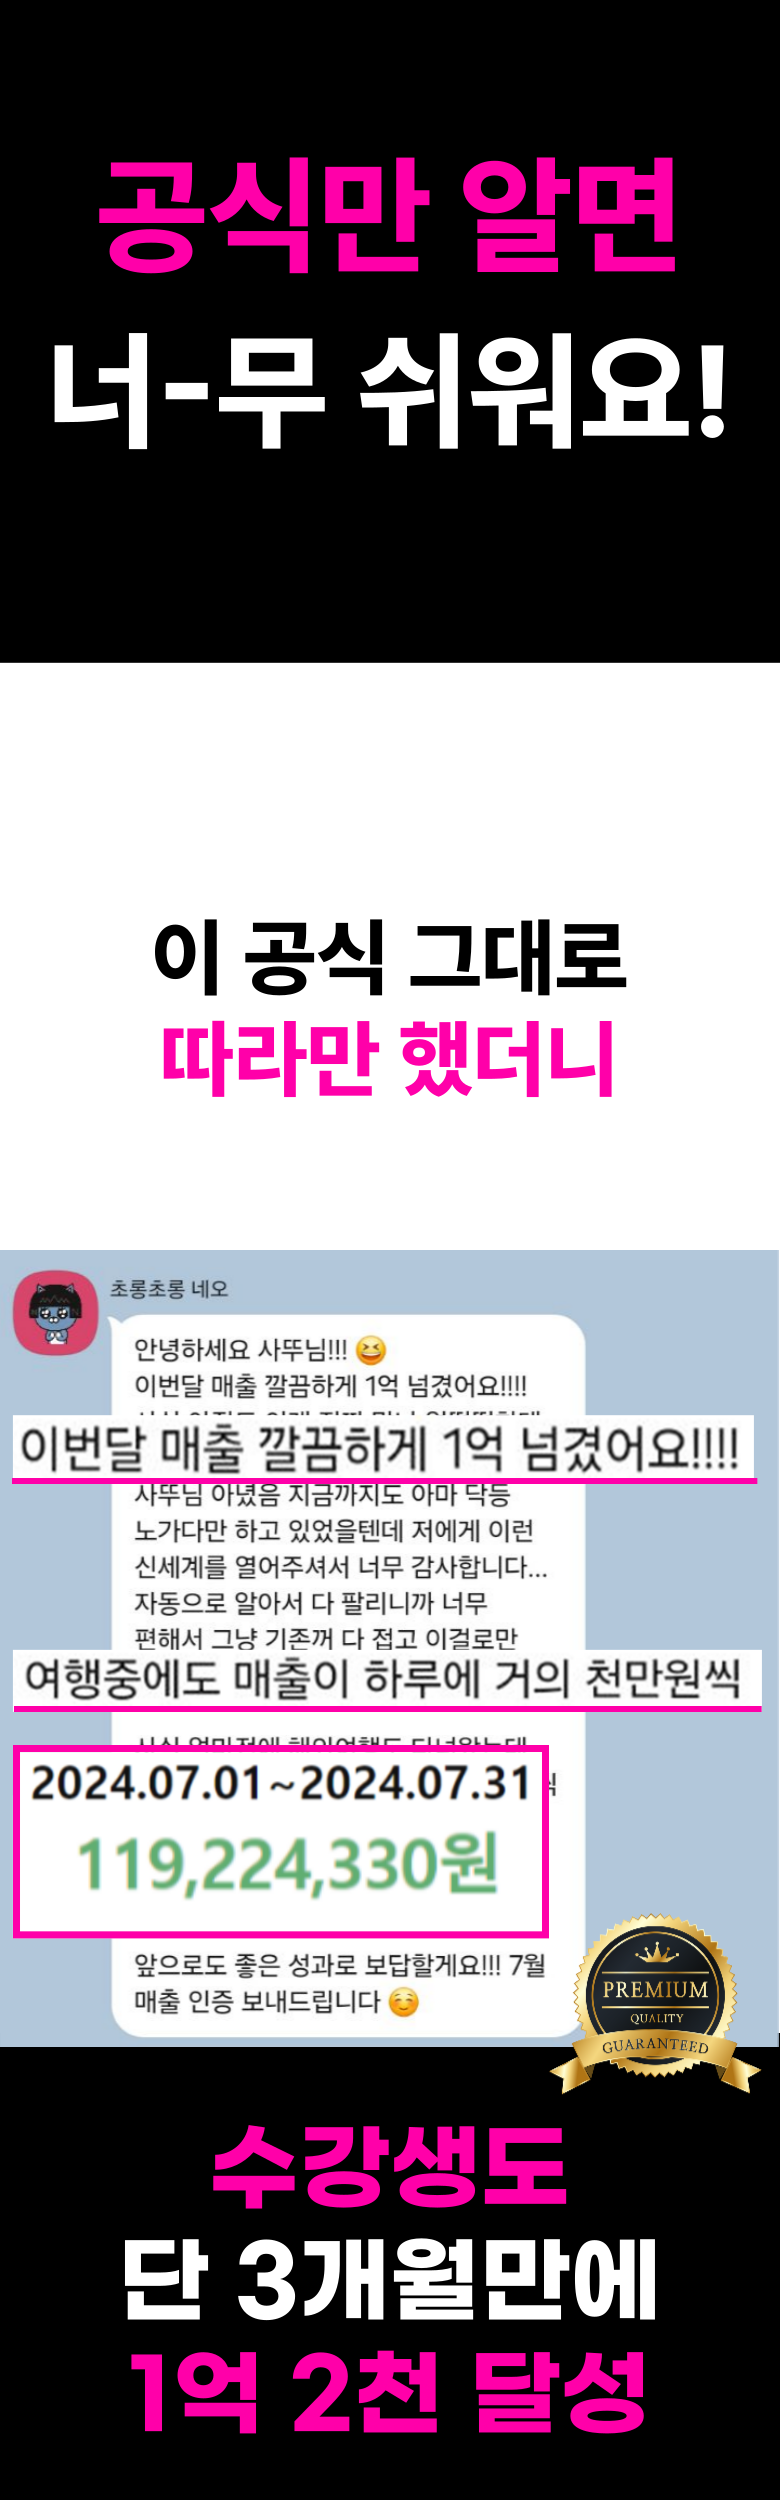 공식만 알면
너-무 쉬워요!
이 공식 그대로
따라만 했더니
초롱초롱 네오
안녕하세요 사뚜님!!! 😆
이번달 매출 깔끔하게 1억 넘겼어요!!!!
이번달 매출 깔끔하게 1억 넘겼어요!!!!
사뚜님 아녔음 지금까지도 아마 닥등
노가다만 하고 있었을텐데 저에게 이런
신세계를 열어주셔서 너무 감사합니다...
자동으로 알아서 다 팔리니까 너무
편해서 그냥 기존꺼 다 접고 이걸로만
여행중에도 매출이 하루에 거의 천만원씩
2024.07.01~2024.07.31
119,224,330원
앞으로도 좋은 성과로 보답할게요!!! 7월
매출 인증 보내드립니다 ☺️
PREMIUM
QUALITY
GUARANTEED
수강생도
단 3개월만에
1억 2천 달성